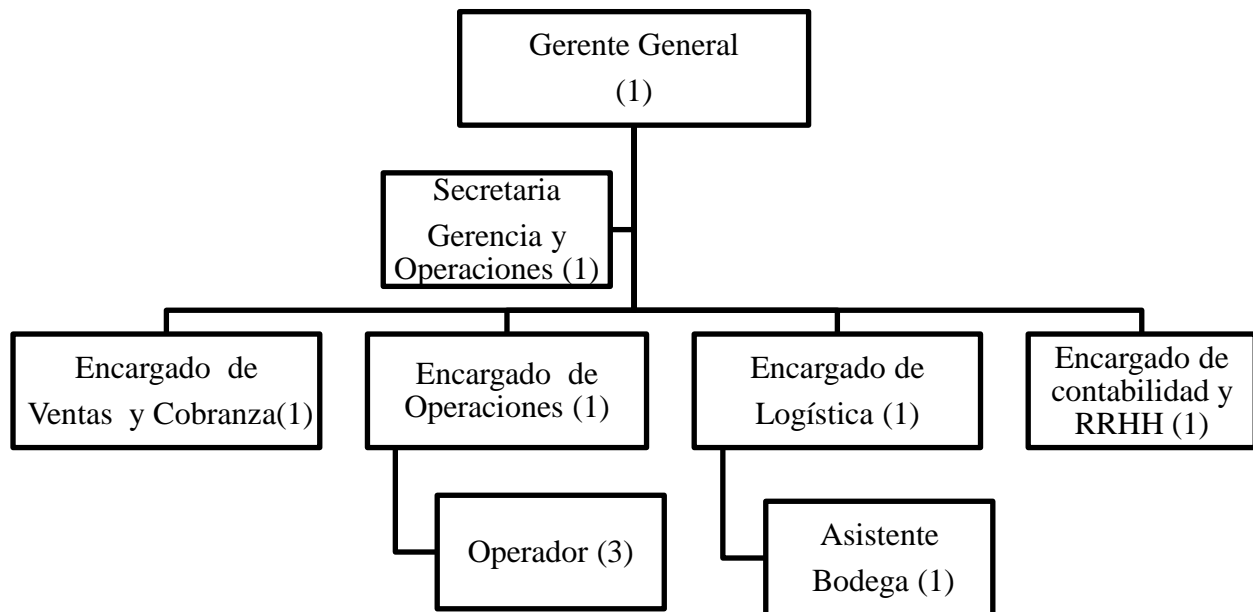 Gerente General
(1)
Secretaria
Gerencia y
Operaciones (1)
Encargado de
Ventas y Cobranza(1)
Encargado de
Operaciones (1)
Encargado de
Logística (1)
Encargado de
contabilidad y
RRHH (1)
Operador (3)
Asistente
Bodega (1)